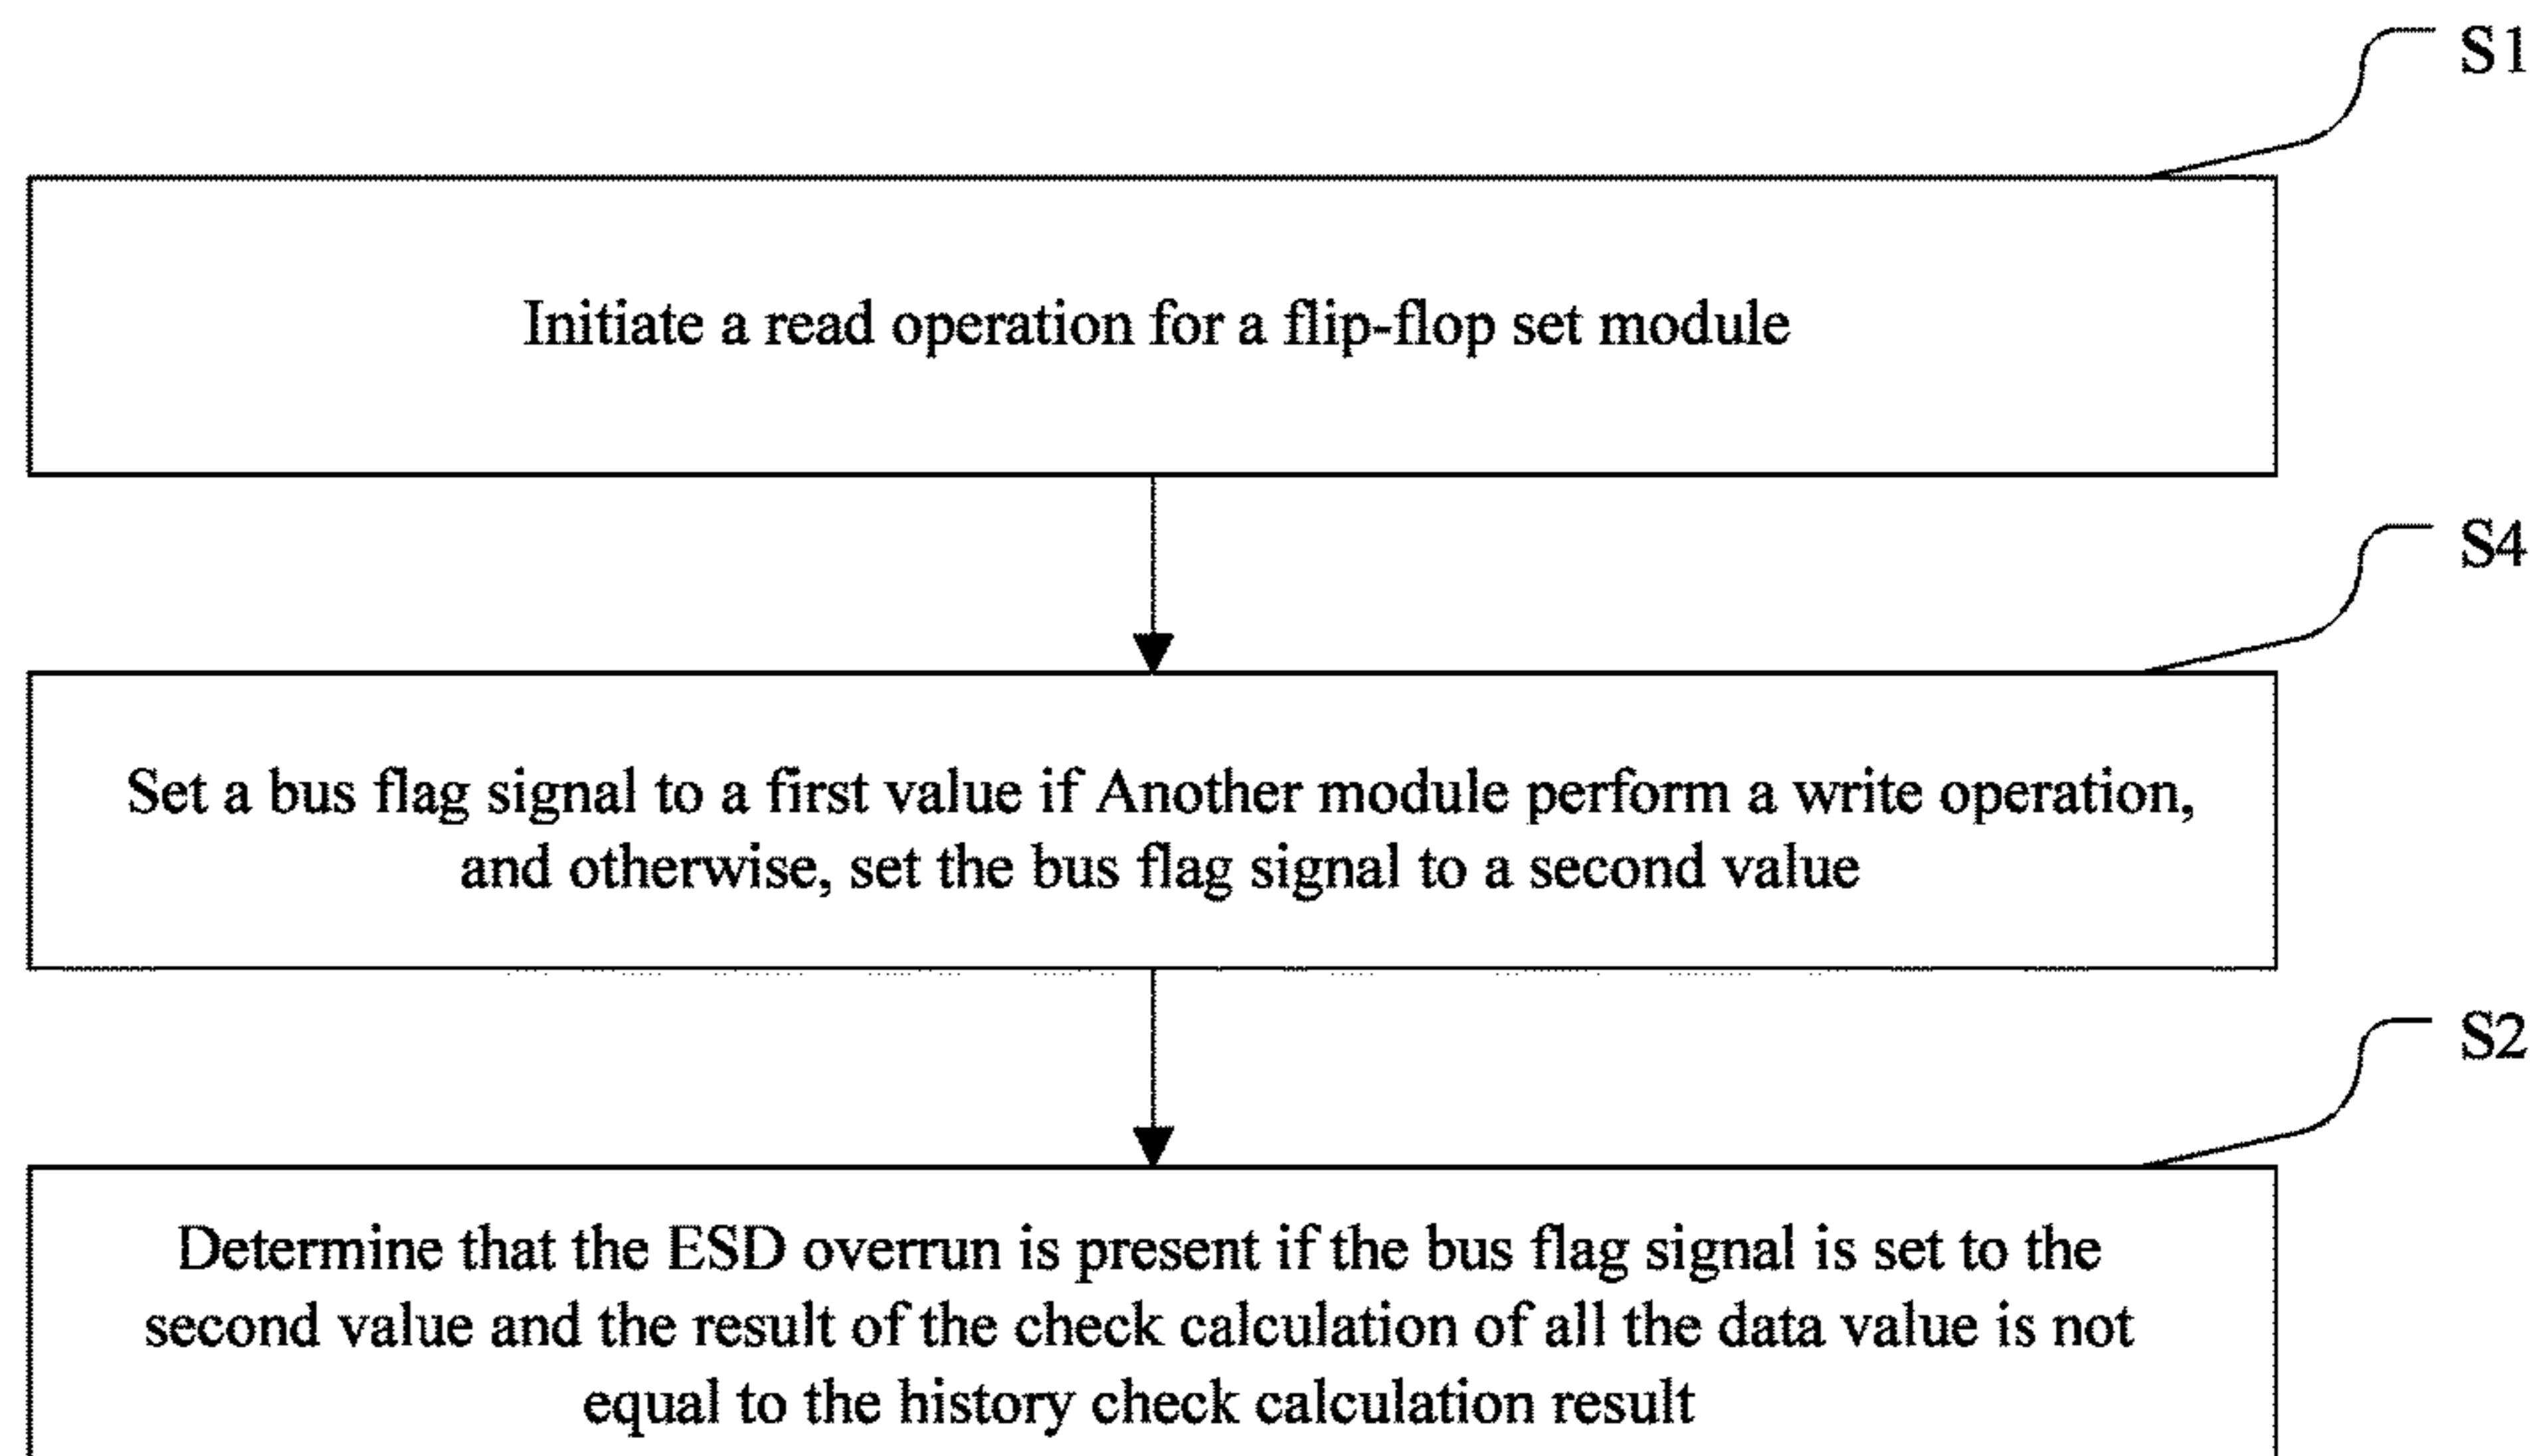 S1
Initiate a read operation for a flip-flop set module
S4
Set a bus flag signal to a first value if Another module perform a write operation,
and otherwise, set the bus flag signal to a second value
S2
Determine that the ESD overrun is present if the bus flag signal is set to the
second value and the result of the check calculation of all the data value is not
equal to the history check calculation result